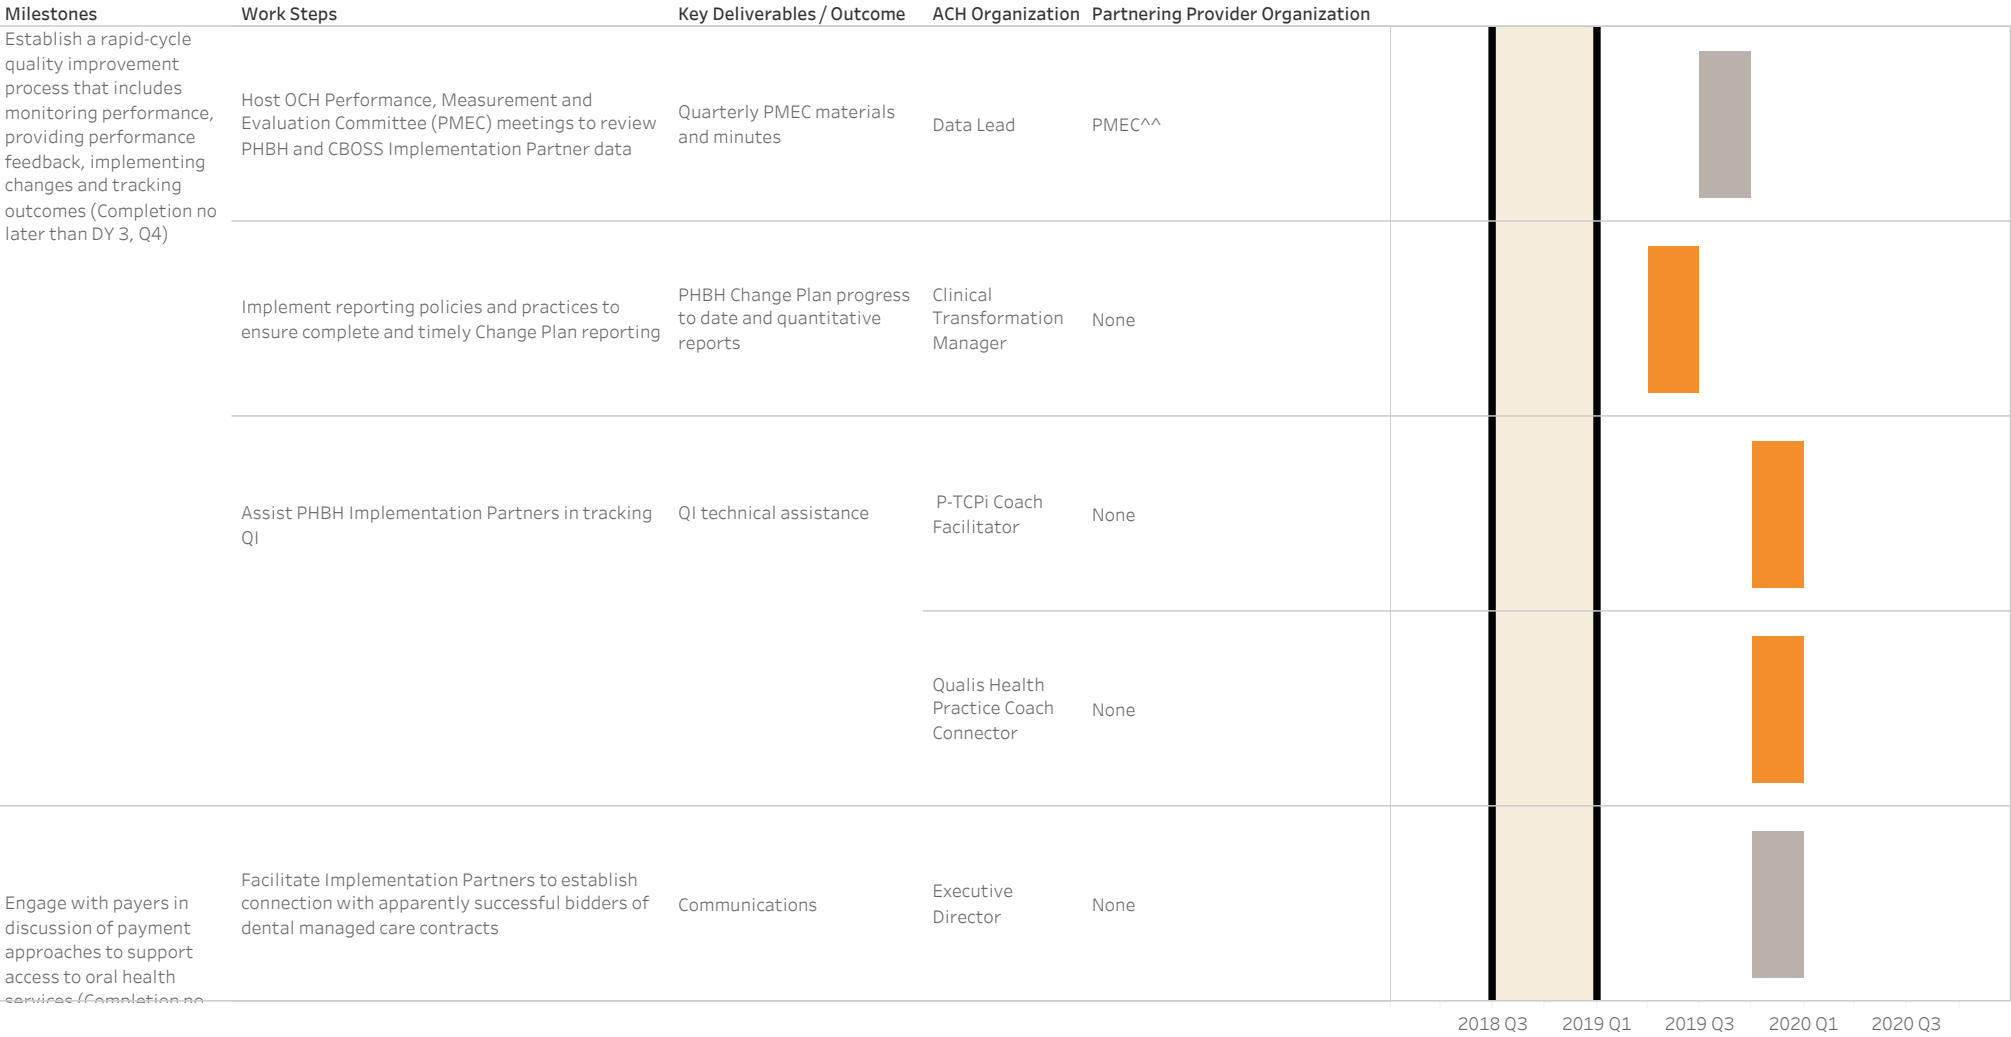 Milestones
Work Steps
Key Deliverables / Outcome
ACH Organization
Partnering Provider Organization
Establish a rapid-cycle
quality improvement
process that includes
monitoring performance,
providing performance
feedback, implementing
changes and tracking
outcomes (Completion no
later than DY 3, Q4)
Host OCH Performance, Measurement and
Evaluation Committee (PMEC) meetings to review
PHBH and CBOSS Implementation Partner data
Quarterly PMEC materials
and minutes
Data Lead
PMEC^^
Implement reporting policies and practices to
ensure complete and timely Change Plan reporting
PHBH Change Plan progress
to date and quantitative
reports
Clinical
Transformation
Manager
None
Assist PHBH Implementation Partners in tracking
QI
QI technical assistance
P-TCPi Coach
Facilitator
None
Qualis Health
Practice Coach
Connector
None
Engage with payers in
discussion of payment
approaches to support
access to oral health
services (Completion no
Facilitate Implementation Partners to establish
connection with apparently successful bidders of
dental managed care contracts
Communications
Executive
Director
None
2018 Q3
2019 Q1
2019 Q3
2020 Q1
2020 Q3